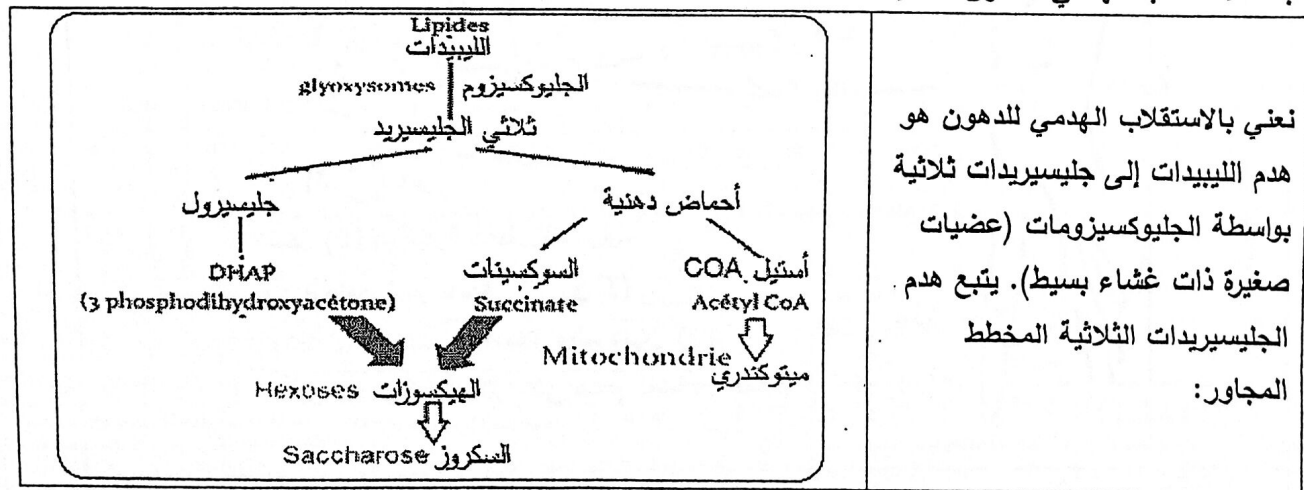 Lipides
الليبيدات
glyoxysomes الجليوكسيزوم
ثلاثي الجليسيريد
جليسيرول أحماض دهنية
DHAP السوكسينات أستيل COA
(3 phosphodihydroxyacétone) Succinate Acétyl CoA
Mitochondrie ميتوكندري
Hexoses الهيكسوزات
Saccharose السكروز
نعني بالاستقلاب الهدمي للدهون هو
هدم الليبيدات إلى جليسيريدات ثلاثية
بواسطة الجليوكسيزومات (عضيات
صغيرة ذات غشاء بسيط). يتبع هدم
الجليسيريدات الثلاثية المخطط
المجاور: